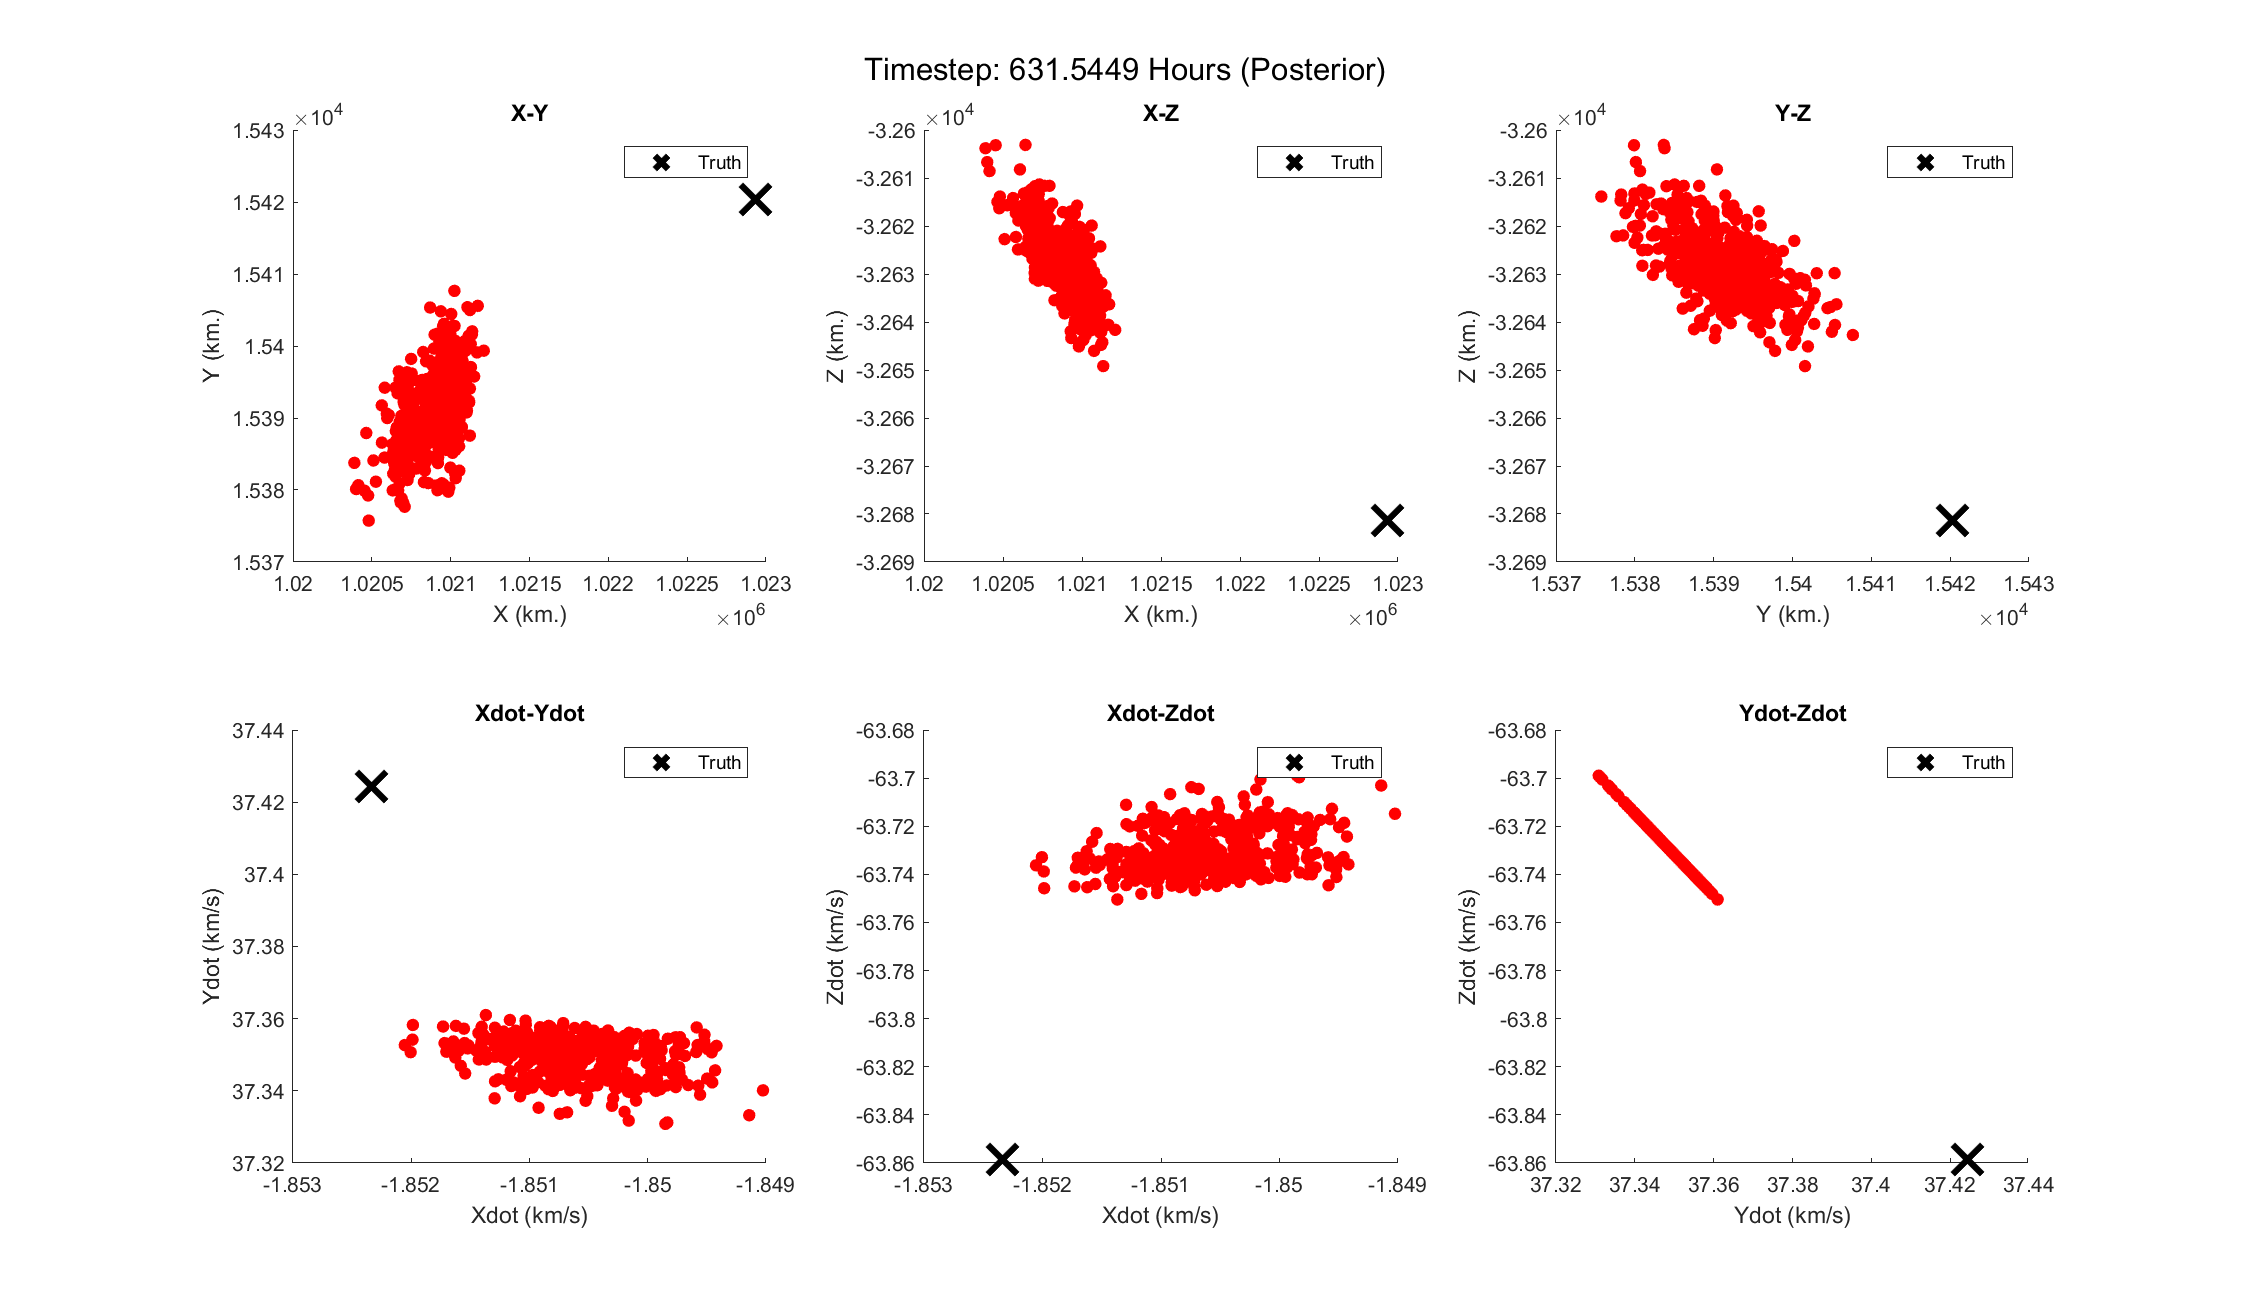 Timestep: 631.5449 Hours (Posterior)
X-Y
×10^4
1.543
1.542
1.541
1.54
1.539
1.538
1.537
Y (km.)
Truth
1.02 1.0205 1.021 1.0215 1.022 1.0225 1.023
X (km.)
×10^6
X-Z
×10^4
-3.26
-3.261
-3.262
-3.263
-3.264
-3.265
-3.266
-3.267
-3.268
-3.269
Z (km.)
Truth
1.02 1.0205 1.021 1.0215 1.022 1.0225 1.023
X (km.)
×10^6
Y-Z
×10^4
-3.26
-3.261
-3.262
-3.263
-3.264
-3.265
-3.266
-3.267
-3.268
-3.269
Z (km.)
Truth
1.537 1.538 1.539 1.54 1.541 1.542 1.543
Y (km.)
×10^4
Xdot-Ydot
37.44
37.42
37.4
37.38
37.36
37.34
37.32
Ydot (km/s)
Truth
-1.853 -1.852 -1.851 -1.85 -1.849
Xdot (km/s)
Xdot-Zdot
-63.68
-63.7
-63.72
-63.74
-63.76
-63.78
-63.8
-63.82
-63.84
-63.86
Zdot (km/s)
Truth
-1.853 -1.852 -1.851 -1.85 -1.849
Xdot (km/s)
Ydot-Zdot
-63.68
-63.7
-63.72
-63.74
-63.76
-63.78
-63.8
-63.82
-63.84
-63.86
Zdot (km/s)
Truth
37.32 37.34 37.36 37.38 37.4 37.42 37.44
Ydot (km/s)